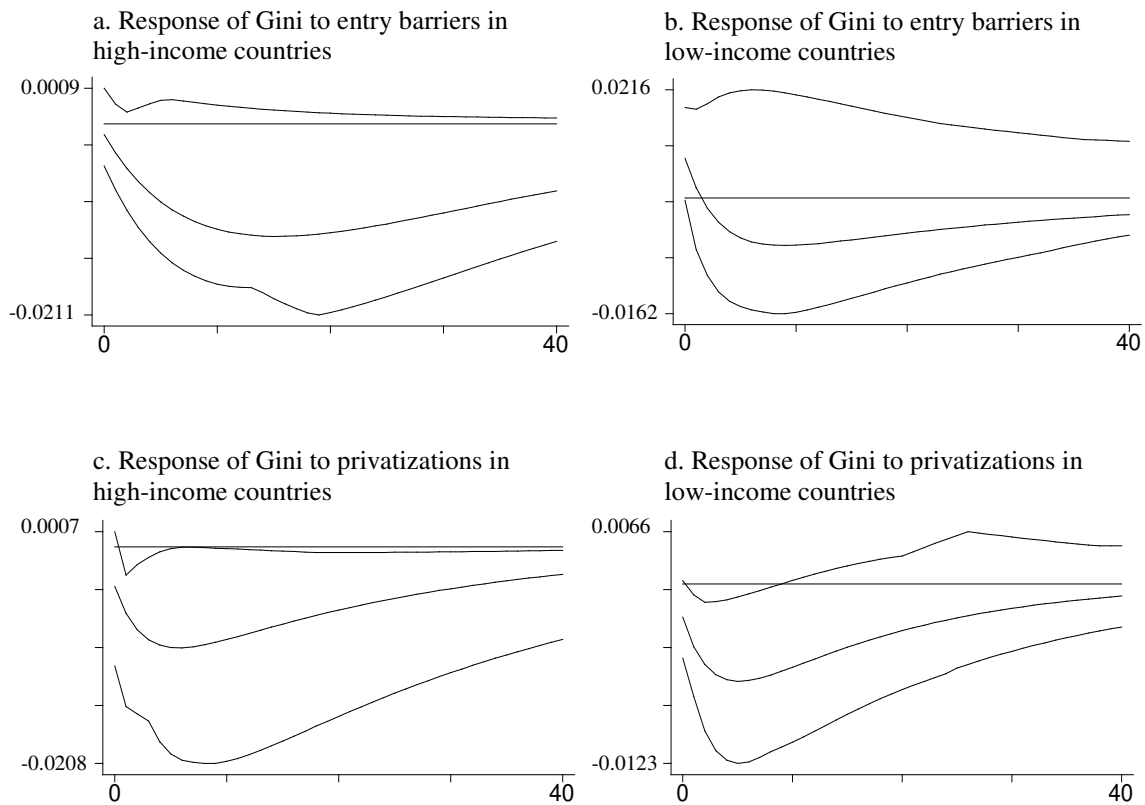 a. Response of Gini to entry barriers in
high-income countries
0.0009
-0.0211
0
40
b. Response of Gini to entry barriers in
low-income countries
0.0216
-0.0162
0
40
c. Response of Gini to privatizations in
high-income countries
0.0007
-0.0208
0
40
d. Response of Gini to privatizations in
low-income countries
0.0066
-0.0123
0
40